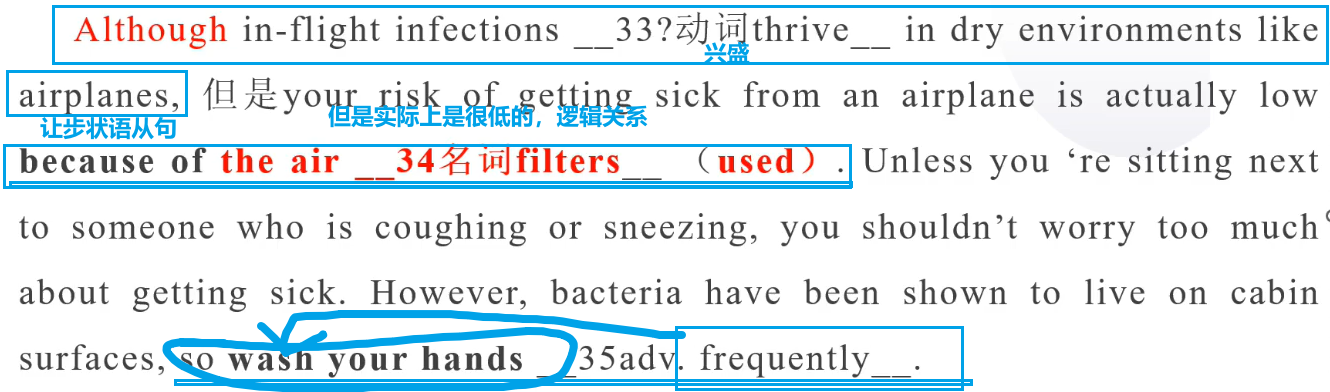 Although in-flight infections __33?动词thrive__ in dry environments like
兴盛
airplanes, 但是your risk of getting sick from an airplane is actually low
让步状语从句
但是实际上是很低的，逻辑关系
because of the air __34名词filters__ （used）. Unless you ‘re sitting next
to someone who is coughing or sneezing, you shouldn’t worry too much
about getting sick. However, bacteria have been shown to live on cabin
surfaces, so wash your hands __35adv. frequently__.